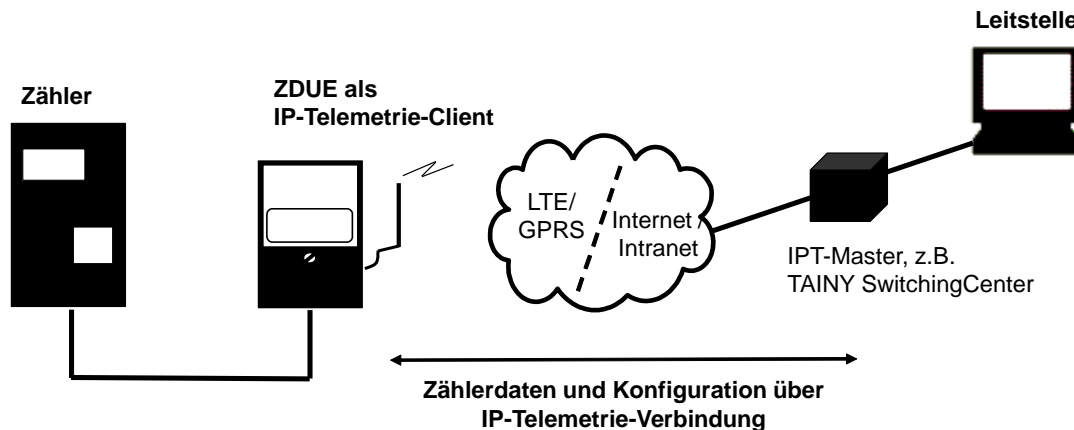 Leitstelle
Zähler
ZDUE als
IP-Telemetrie-Client
LTE/
GPRS
Internet /
Intranet
IPT-Master, z.B.
TAINY SwitchingCenter
Zählerdaten und Konfiguration über
IP-Telemetrie-Verbindung